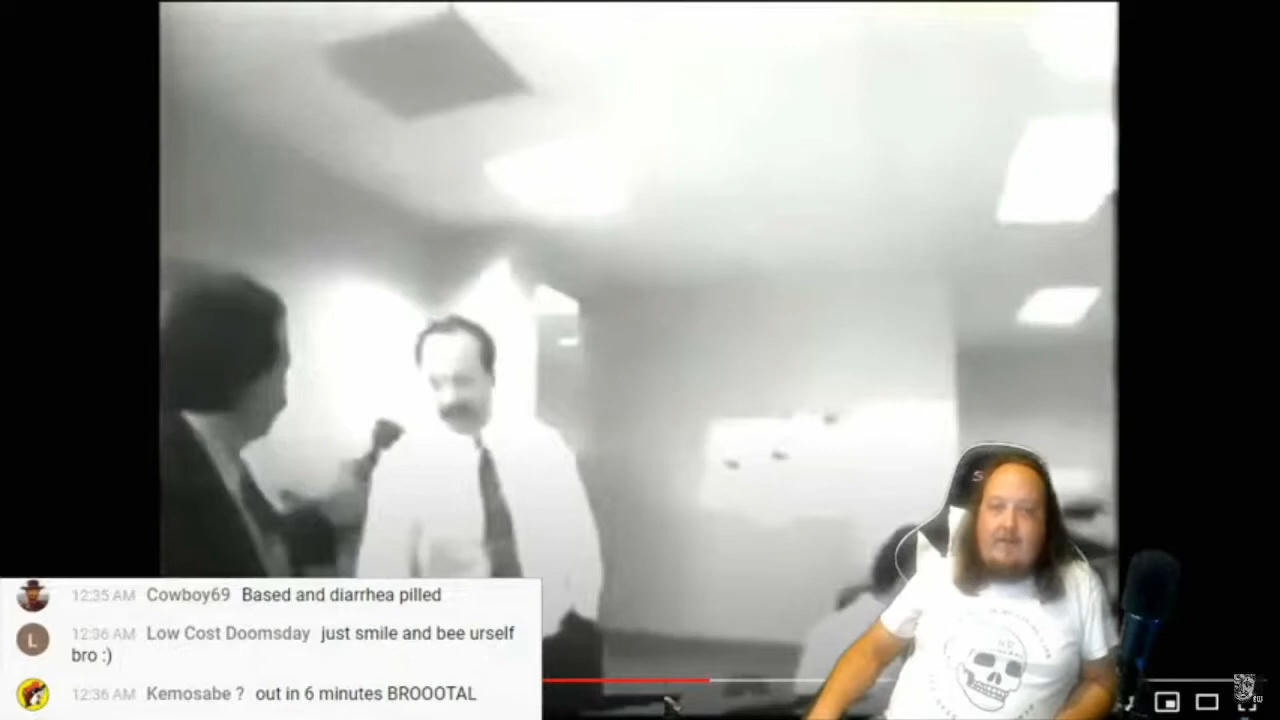 12:35 AM Cowboy69 Based and diarrhea pilled
12:36 AM Low Cost Doomsday just smile and bee urself
bro :)
L
12:36 AM Kemosabe ? out in 6 minutes BROOOTAL